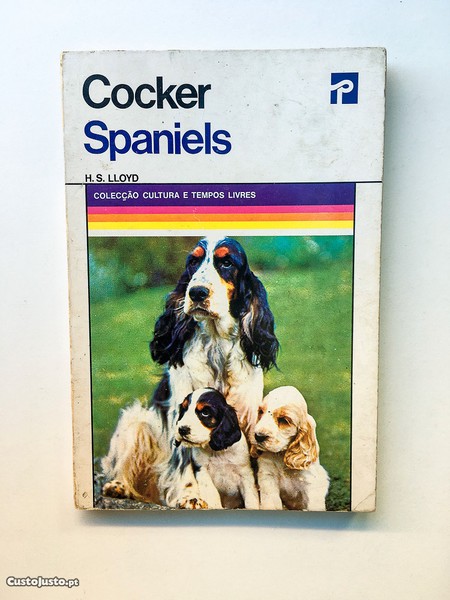 Cocker
Spaniels
H. S. LLOYD
COLECÇÃO CULTURA E TEMPOS LIVRES
CustoJusto.pt